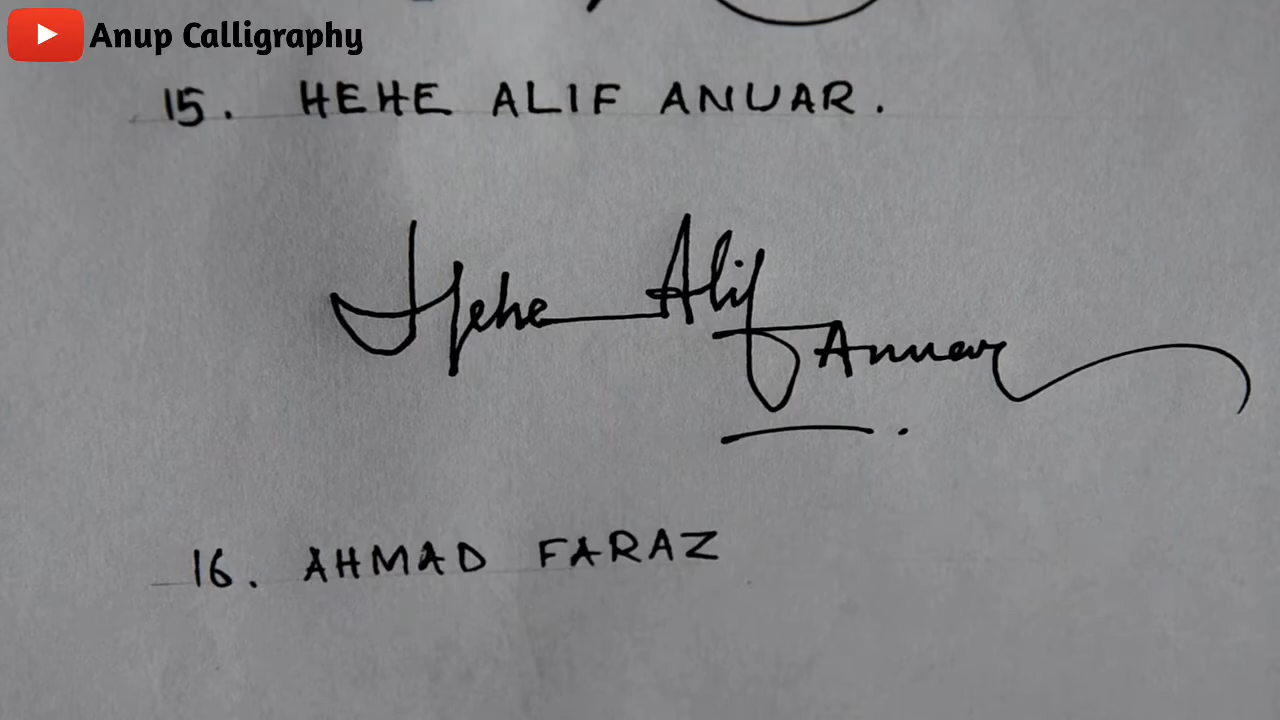 Anup Calligraphy
15. HEHE ALIF ANUAR.
Hehe Alif Anuar
16. AHMAD FARAZ